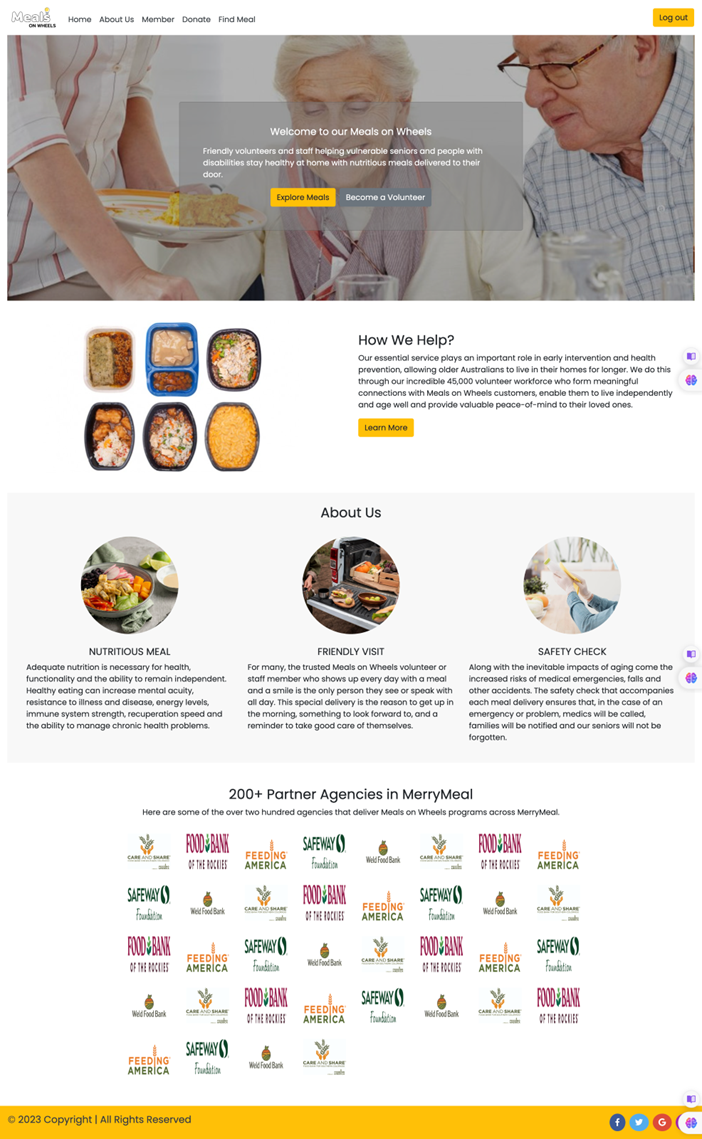 Meals
ON WHEELS
Home About Us Member Donate Find Meal
Log out
Welcome to our Meals on Wheels
Friendly volunteers and staff helping vulnerable seniors and people with
disabilities stay healthy at home with nutritious meals delivered to their
door.
Explore Meals Become a Volunteer
How We Help?
Our essential service plays an important role in early intervention and health
prevention, allowing older Australians to live in their homes for longer. We do this
through our incredible 45,000 volunteer workforce who form meaningful
connections with Meals on Wheels customers, enable them to live independently
and age well and provide valuable peace-of-mind to their loved ones.
Learn More
About Us
NUTRITIOUS MEAL
Adequate nutrition is necessary for health,
functionality and the ability to remain independent.
Healthy eating can increase mental acuity,
resistance to illness and disease, energy levels,
immune system strength, recuperation speed and
the ability to manage chronic health problems.
FRIENDLY VISIT
For many, the trusted Meals on Wheels volunteer or
staff member who shows up every day with a meal
and a smile is the only person they see or speak with
all day. This special delivery is the reason to get up in
the morning, something to look forward to, and a
reminder to take good care of themselves.
SAFETY CHECK
Along with the inevitable impacts of aging come the
increased risks of medical emergencies, falls and
other accidents. The safety check that accompanies
each meal delivery ensures that, in the case of an
emergency or problem, medics will be called,
families will be notified and our seniors will not be
forgotten.
200+ Partner Agencies in MerryMeal
Here are some of the over two hundred agencies that deliver Meals on Wheels programs across MerryMeal.
CARE AND SHARE FOOD BANK OF THE ROCKIES FEEDING AMERICA SAFEWAY Foundation Weld Food Bank CARE AND SHARE FOOD BANK OF THE ROCKIES FEEDING AMERICA
SAFEWAY Foundation Weld Food Bank CARE AND SHARE FOOD BANK OF THE ROCKIES FEEDING AMERICA SAFEWAY Foundation Weld Food Bank CARE AND SHARE
FOOD BANK OF THE ROCKIES FEEDING AMERICA SAFEWAY Foundation Weld Food Bank CARE AND SHARE FOOD BANK OF THE ROCKIES FEEDING AMERICA SAFEWAY Foundation
Weld Food Bank CARE AND SHARE FOOD BANK OF THE ROCKIES FEEDING AMERICA SAFEWAY Foundation Weld Food Bank CARE AND SHARE FOOD BANK OF THE ROCKIES
FEEDING AMERICA SAFEWAY Foundation Weld Food Bank CARE AND SHARE
© 2023 Copyright | All Rights Reserved